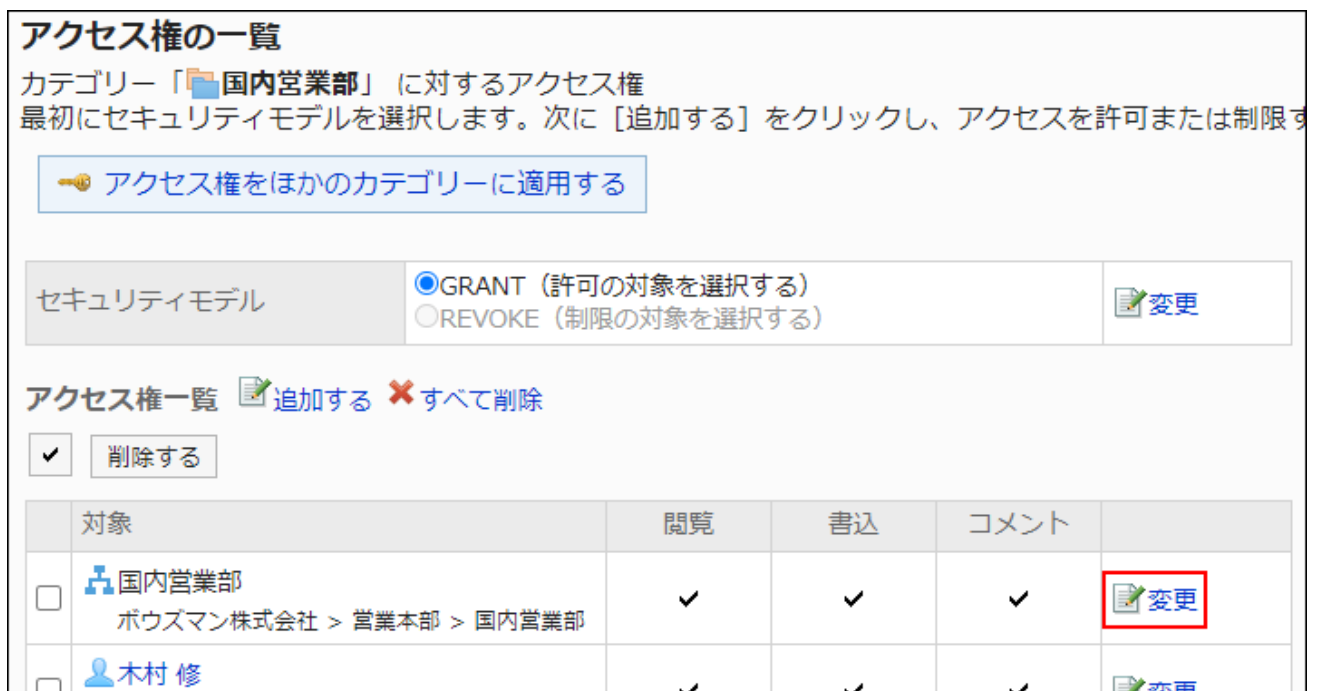 アクセス権の一覧
カテゴリー「国内営業部」 に対するアクセス権
最初にセキュリティモデルを選択します。次に［追加する］をクリックし、アクセスを許可または制限す
アクセス権をほかのカテゴリーに適用する
セキュリティモデル
GRANT（許可の対象を選択する）
REVOKE（制限の対象を選択する）
変更
アクセス権一覧 追加する すべて削除
削除する
対象 閲覧 書込 コメント
国内営業部
ボウズマン株式会社 > 営業本部 > 国内営業部
変更
木村 修
変更